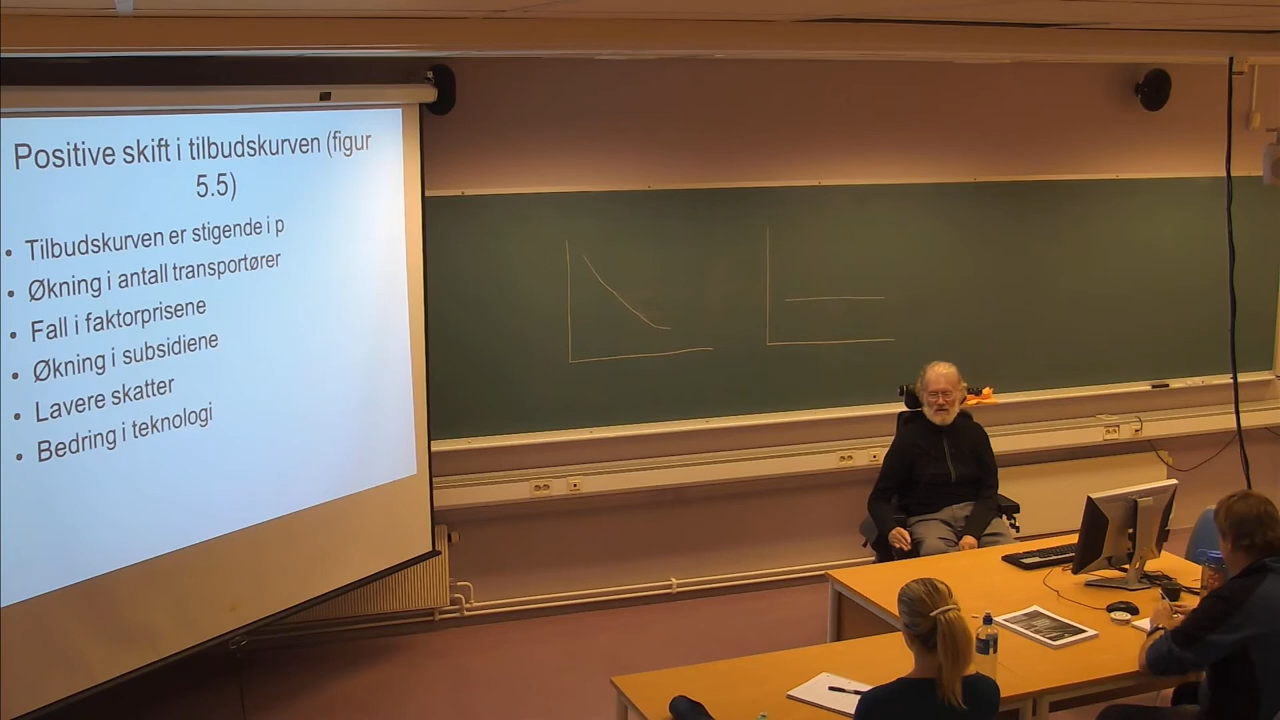 Positive skift i tilbudskurven (figur
5.5)
• Tilbudskurven er stigende i p
• Økning i antall transportører
• Fall i faktorprisene
• Økning i subsidiene
• Lavere skatter
• Bedring i teknologi